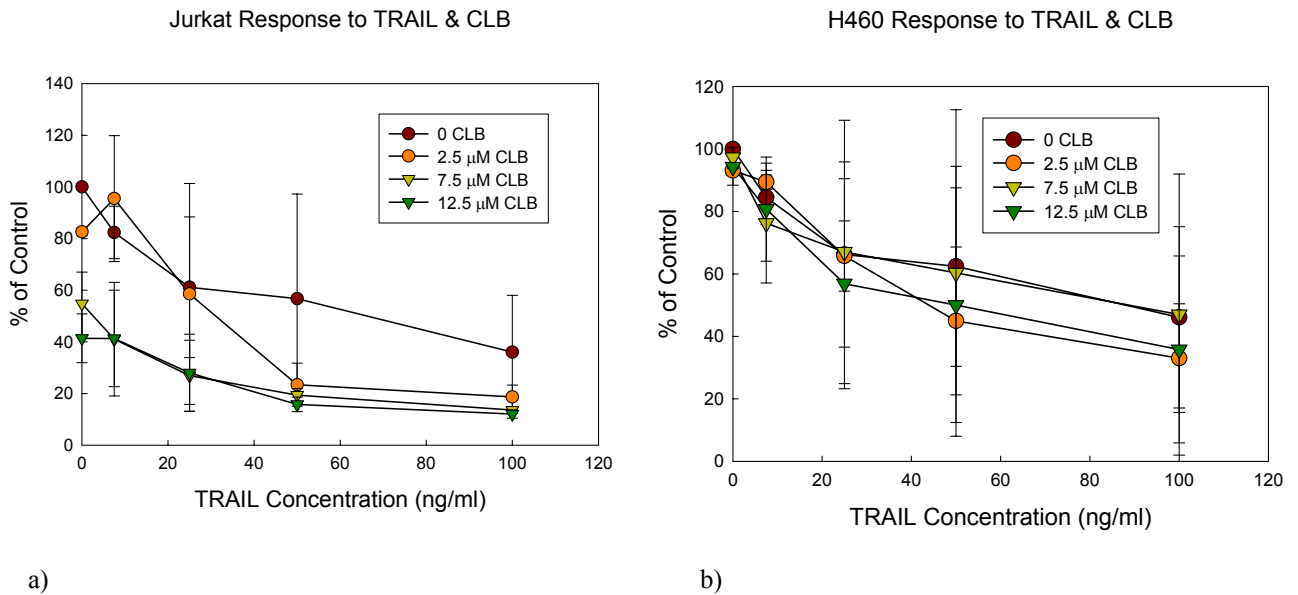 Jurkat Response to TRAIL & CLB
140
120
100
80
60
40
20
0
% of Control
0 CLB
2.5 μM CLB
7.5 μM CLB
12.5 μM CLB
0 20 40 60 80 100 120
TRAIL Concentration (ng/ml)
a)
H460 Response to TRAIL & CLB
120
100
80
60
40
20
0
% of Control
0 CLB
2.5 μM CLB
7.5 μM CLB
12.5 μM CLB
0 20 40 60 80 100 120
TRAIL Concentration (ng/ml)
b)